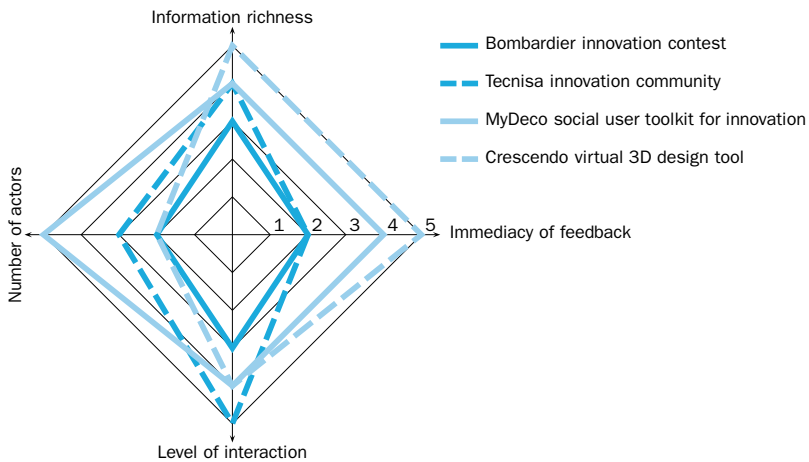 Information richness
Bombardier innovation contest
Tecnisa innovation community
MyDeco social user toolkit for innovation
Crescendo virtual 3D design tool
Number of actors
1 2 3 4 5
Immediacy of feedback
Level of interaction